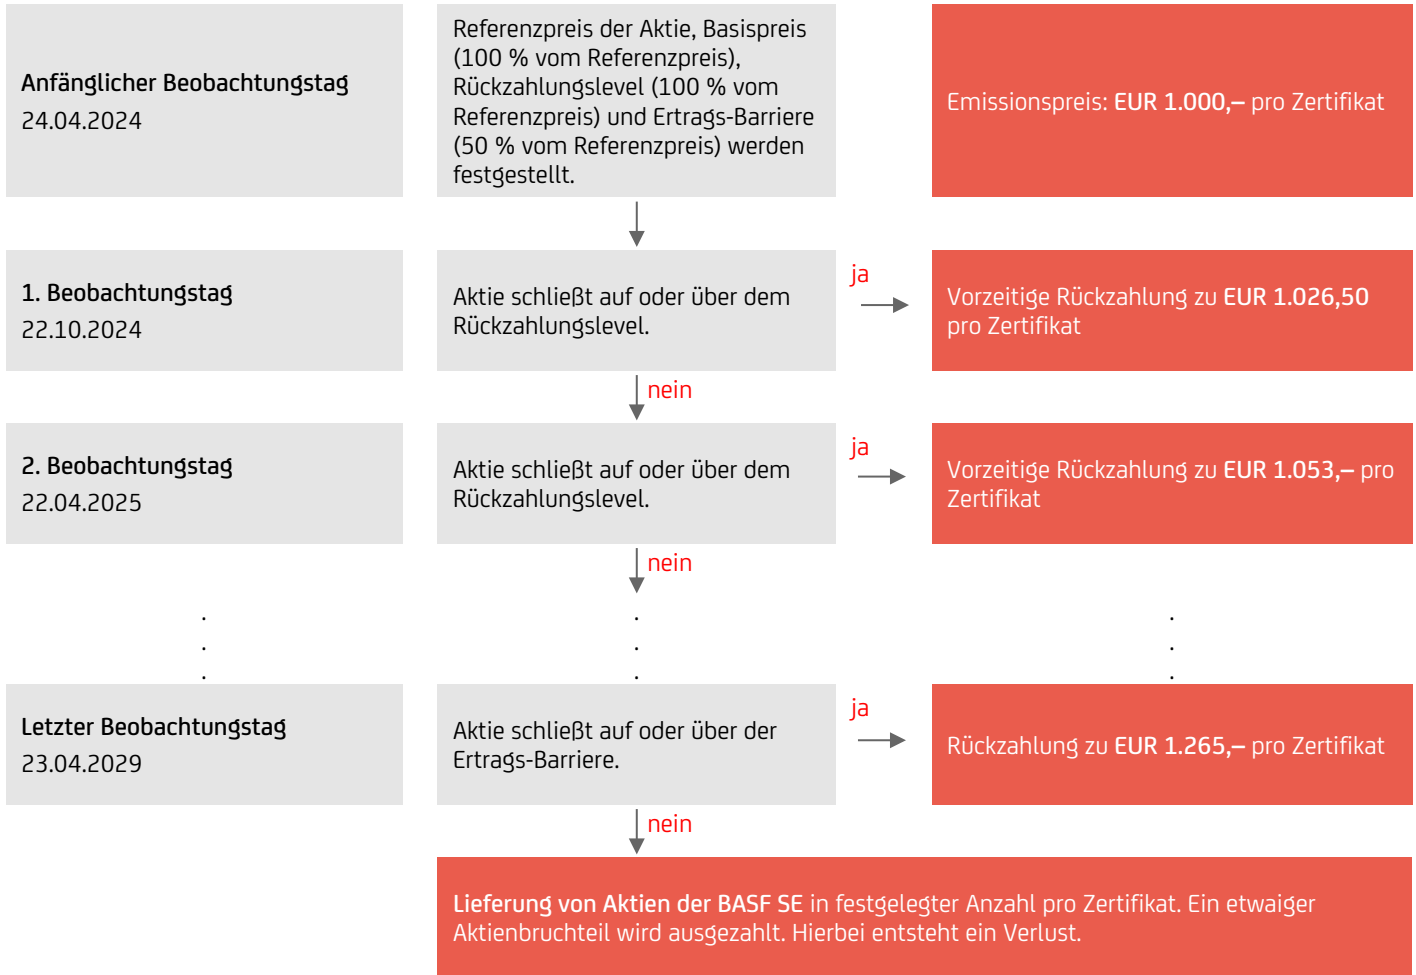 Anfänglicher Beobachtungstag
24.04.2024
Referenzpreis der Aktie, Basispreis
(100 % vom Referenzpreis),
Rückzahlungslevel (100 % vom
Referenzpreis) und Ertrags-Barriere
(50 % vom Referenzpreis) werden
festgestellt.
Emissionspreis: EUR 1.000,– pro Zertifikat
1. Beobachtungstag
22.10.2024
Aktie schließt auf oder über dem
Rückzahlungslevel.
ja
Vorzeitige Rückzahlung zu EUR 1.026,50
pro Zertifikat
nein
2. Beobachtungstag
22.04.2025
Aktie schließt auf oder über dem
Rückzahlungslevel.
ja
Vorzeitige Rückzahlung zu EUR 1.053,– pro
Zertifikat
nein
Letzter Beobachtungstag
23.04.2029
Aktie schließt auf oder über der
Ertrags-Barriere.
ja
Rückzahlung zu EUR 1.265,– pro Zertifikat
nein
Lieferung von Aktien der BASF SE in festgelegter Anzahl pro Zertifikat. Ein etwaiger
Aktienbruchteil wird ausgezahlt. Hierbei entsteht ein Verlust.